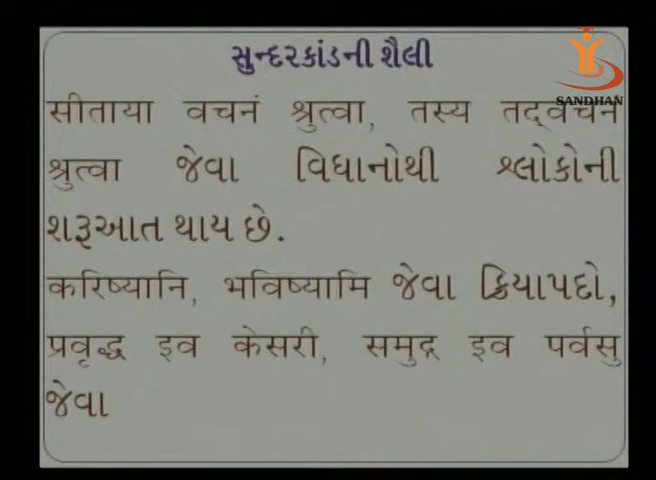 સુન્દરકાંડની શૈલી
SANDHAN
सीताया वचनं श्रुत्वा, तस्य तद्वचनं
श्रुत्वा જેવા વિધાનોથી શ્લોકોની
શરૂઆત થાય છે.
करिष्यानि, भविष्यामि જેવા ક્રિયાપદો,
प्रवृद्ध इव केसरी, समुद्र इव पर्वसु
જેવા